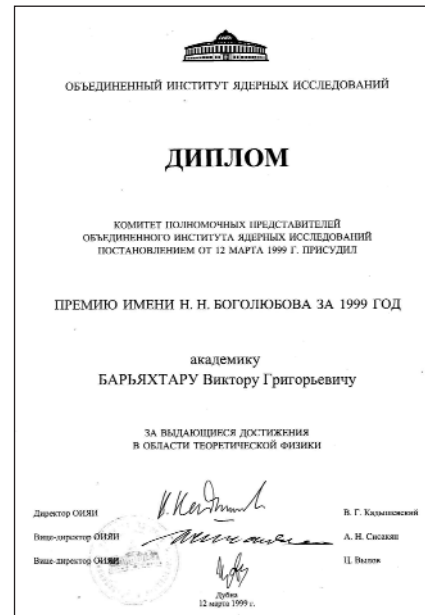 ОБЪЕДИНЕННЫЙ ИНСТИТУТ ЯДЕРНЫХ ИССЛЕДОВАНИЙ
ДИПЛОМ
КОМИТЕТ ПОЛНОМОЧНЫХ ПРЕДСТАВИТЕЛЕЙ
ОБЪЕДИНЕННОГО ИНСТИТУТА ЯДЕРНЫХ ИССЛЕДОВАНИЙ
ПОСТАНОВЛЕНИЕМ ОТ 12 МАРТА 1999 Г. ПРИСУДИЛ
ПРЕМИЮ ИМЕНИ Н. Н. БОГОЛЮБОВА ЗА 1999 ГОД
академику
БАРЬЯХТАРУ Виктору Григорьевичу
ЗА ВЫДАЮЩИЕСЯ ДОСТИЖЕНИЯ
В ОБЛАСТИ ТЕОРЕТИЧЕСКОЙ ФИЗИКИ
Директор ОИЯИ В. Г. Кадышевский
Вице-директор ОИЯИ А. Н. Сисакян
Вице-директор ОИЯИ Ц. Вылов
Дубна
12 марта 1999 г.